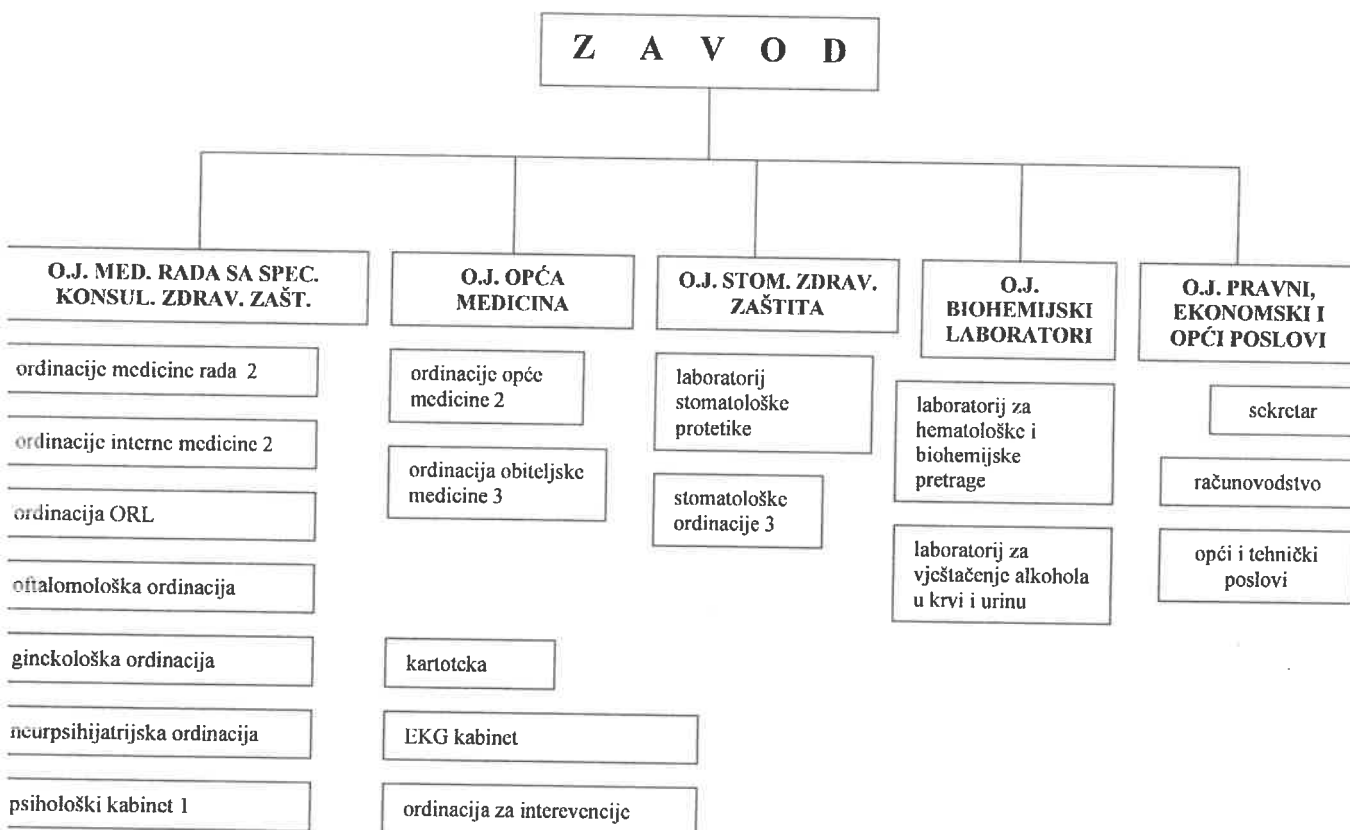 Z A V O D
O.J. MED. RADA SA SPEC.
KONSUL. ZDRAV. ZAŠT.
ordinacije medicine rada 2
ordinacije interne medicine 2
ordinacija ORL
oftalomološka ordinacija
ginekološka ordinacija
neurpsihijatrijska ordinacija
psihološki kabinet 1
O.J. OPĆA
MEDICINA
ordinacije opće
medicine 2
ordinacija obiteljske
medicine 3
kartoteka
EKG kabinet
ordinacija za interevencije
O.J. STOM. ZDRAV.
ZAŠTITA
laboratorij
stomatološke
protetike
stomatološke
ordinacije 3
O.J.
BIOHEMIJSKI
LABORATORI
laboratorij za
hematološke i
biohemijske
pretrage
laboratorij za
vještačenje alkohola
u krvi i urinu
O.J. PRAVNI,
EKONOMSKI I
OPĆI POSLOVI
sekretar
računovodstvo
opći i tehnički
poslovi